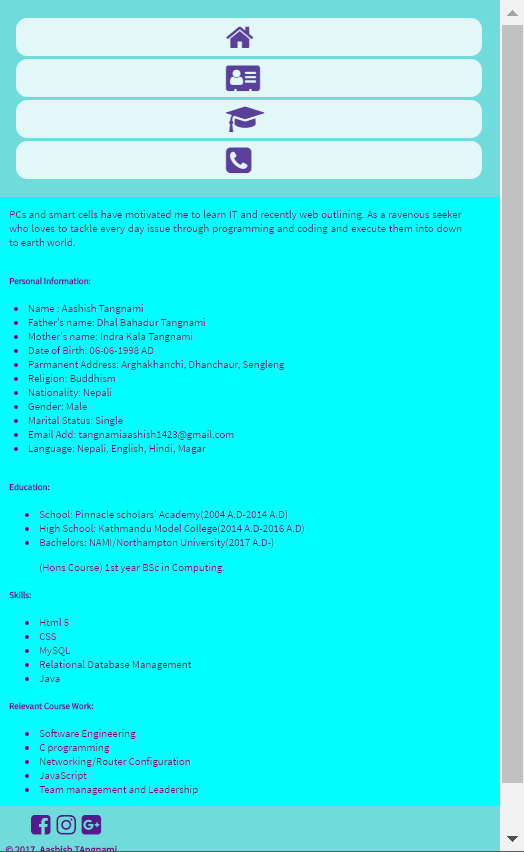 PCs and smart cells have motivated me to learn IT and recently web outlining. As a ravenous seeker
who loves to tackle every day issue through programming and coding and execute them into down
to earth world.
Personal Information:
Name : Aashish Tangnami
Father's name: Dhal Bahadur Tangnami
Mother's name: Indra Kala Tangnami
Date of Birth: 06-06-1998 AD
Parmanent Address: Arghakhanchi, Dhanchaur, Sengleng
Religion: Buddhism
Nationality: Nepali
Gender: Male
Marital Status: Single
Email Add: tangnamiaashish1423@gmail.com
Language: Nepali, English, Hindi, Magar
Education:
School: Pinnacle scholars' Academy(2004 A.D-2014 A.D)
High School: Kathmandu Model College(2014 A.D-2016 A.D)
Bachelors: NAMI/Northampton University(2017 A.D-)
(Hons Course) 1st year BSc in Computing.
Skills:
Html 5
CSS
MySQL
Relational Database Management
Java
Relevant Course Work:
Software Engineering
C programming
Networking/Router Configuration
JavaScript
Team management and Leadership
© 2017, Aashish TAngnami